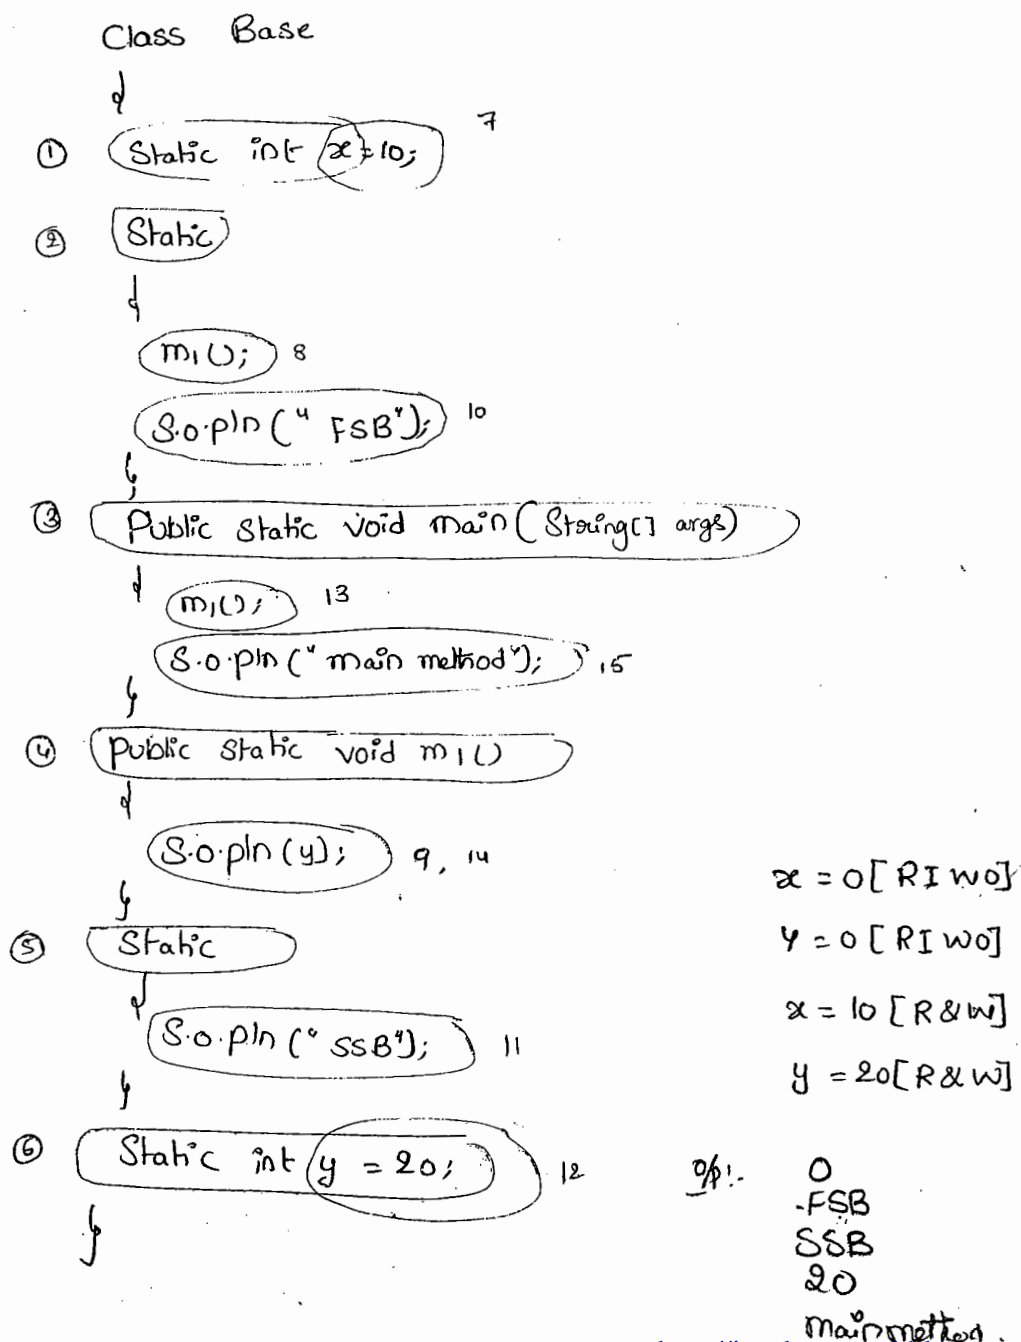 Class Base
{
① Static int x = 10; 7
② Static
{
m1(); 8
S.o.pln(" FSB"); 10
}
③ Public static void main(String[] args)
{
m1(); 13
S.o.pln("main method"); 15
}
④ public static void m1()
{
S.o.pln(y); 9, 14
}
⑤ Static
{
S.o.pln("SSB"); 11
}
⑥ Static int y = 20; 12
}
x = 0 [RIWO]
y = 0 [RIWO]
x = 10 [R&W]
y = 20 [R&W]
o/p:- 0
FSB
SSB
20
main method.